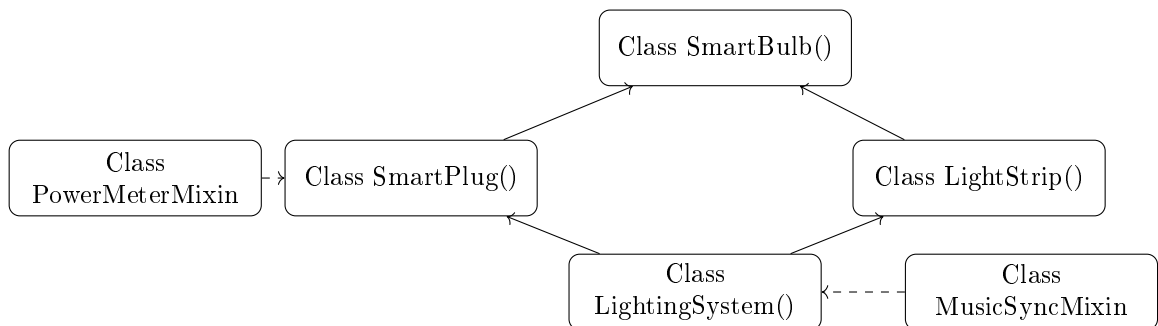 Class SmartBulb()
Class
PowerMeterMixin
Class SmartPlug()
Class LightStrip()
Class
LightingSystem()
Class
MusicSyncMixin